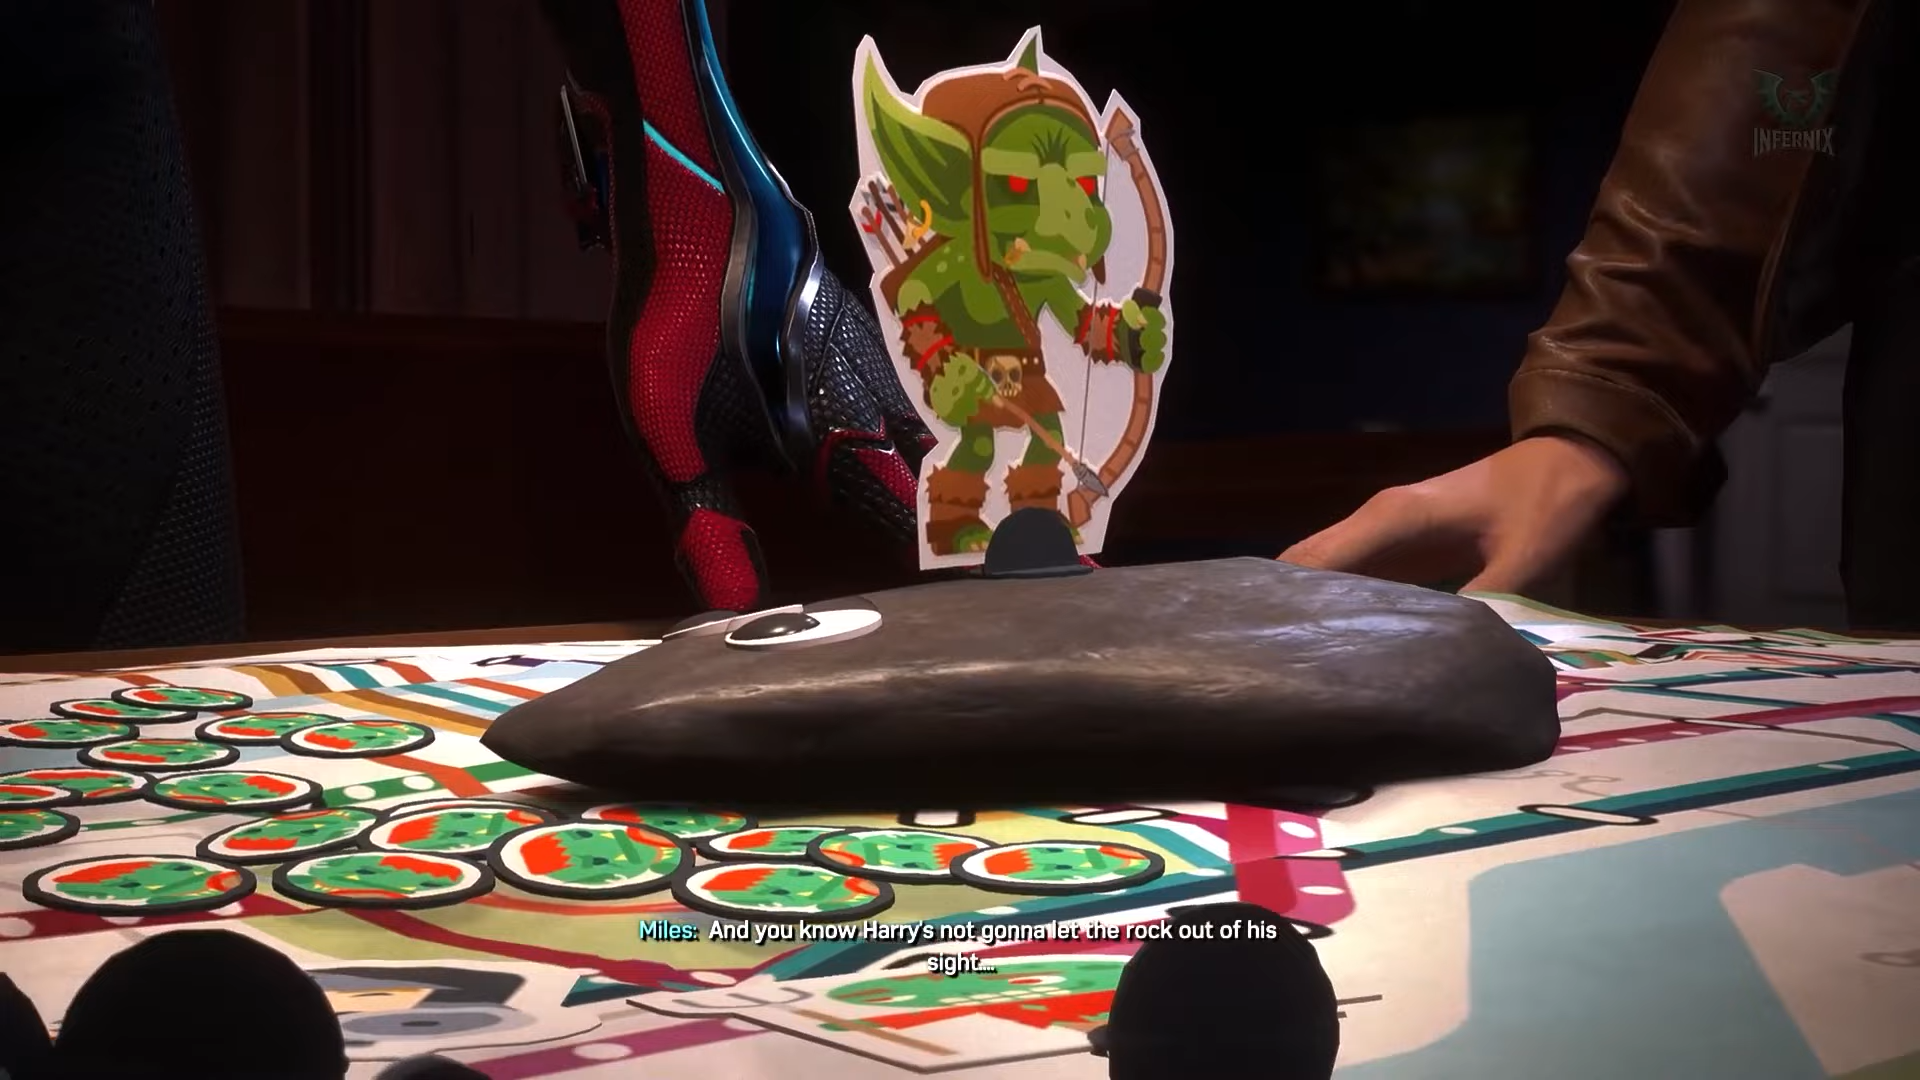 INFERNIX
Miles: And you know Harry's not gonna let the rock out of his
sight....